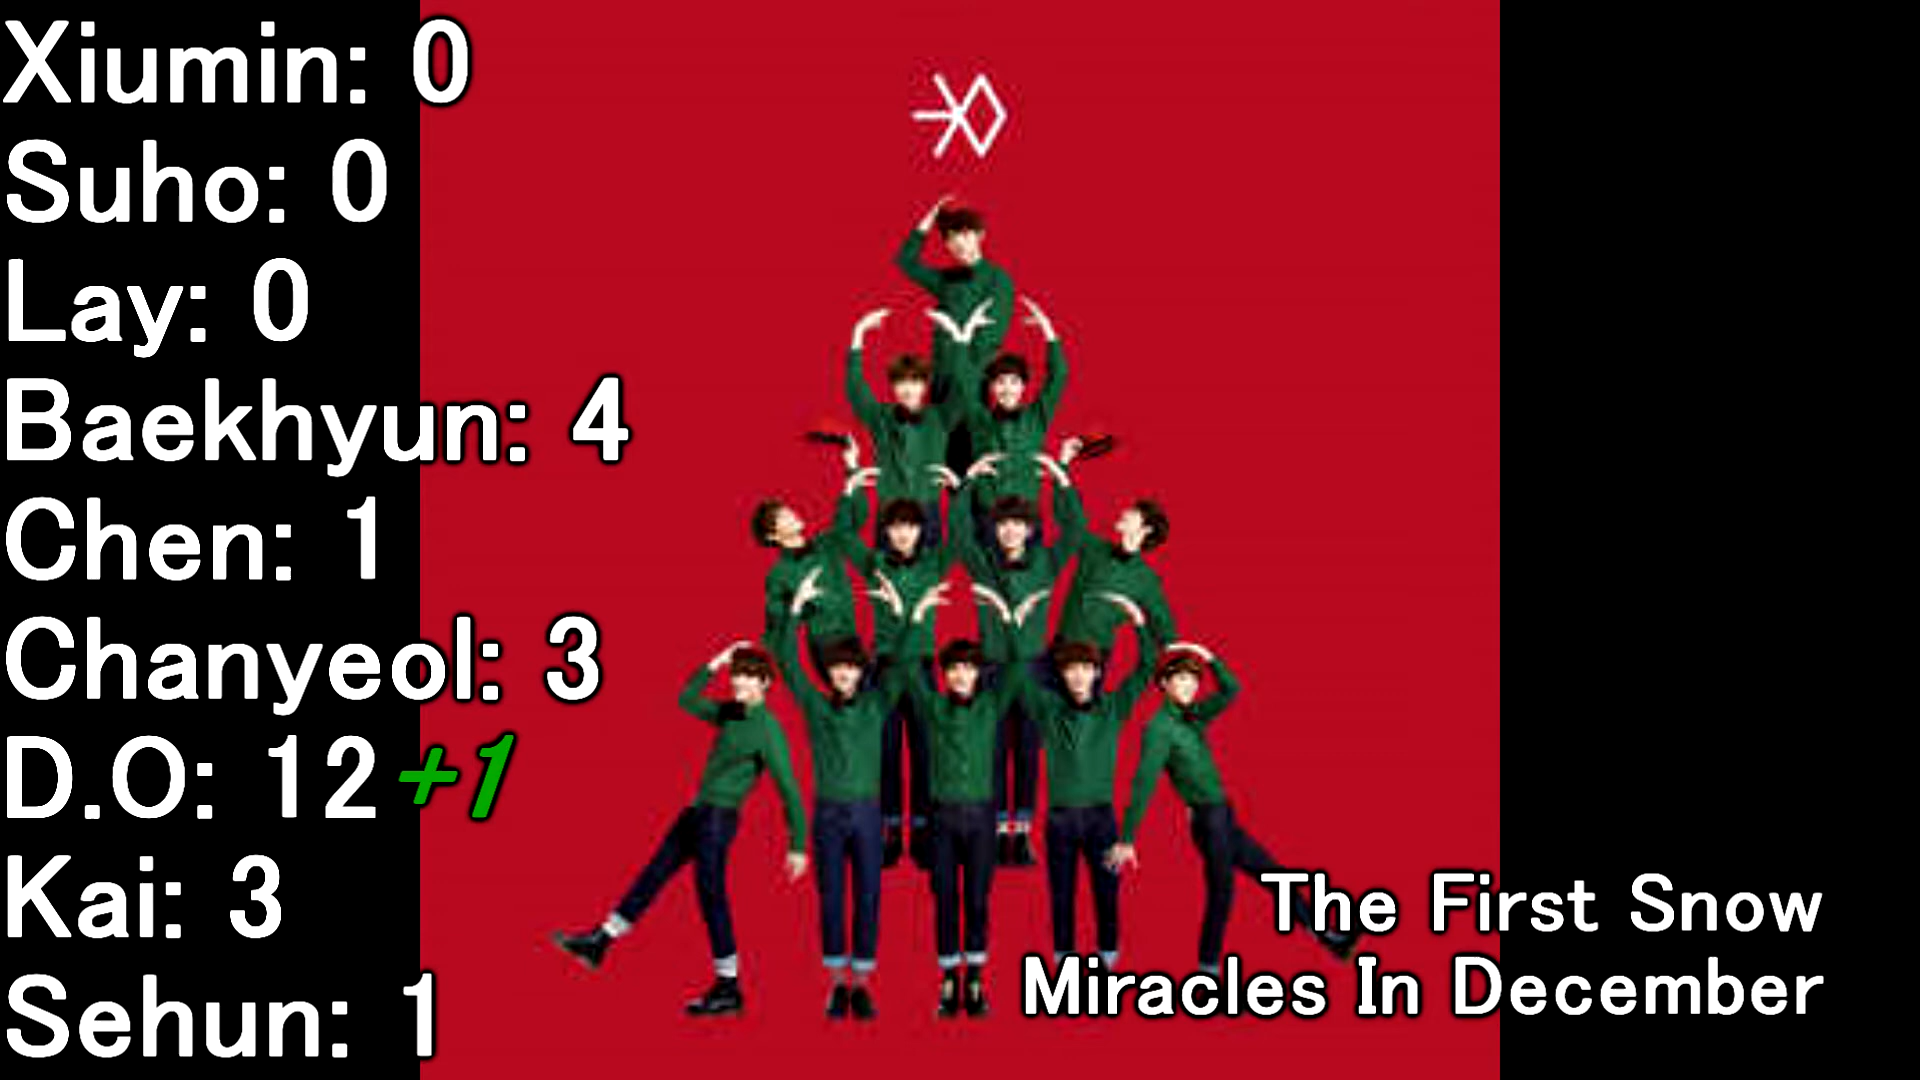 Xiumin: 0
Suho: 0
Lay: 0
Baekhyun: 4
Chen: 1
Chanyeol: 3
D.O: 12 +1
Kai: 3
Sehun: 1
The First Snow
Miracles In December